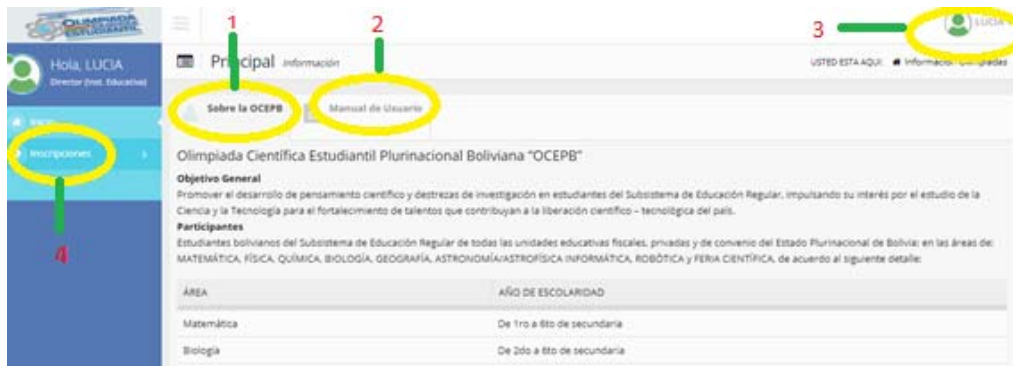 1
2
3
OLIMPIADA
ESTUDIANTIL
LUCIA
Hola, LUCIA
Director (Inst. Educativa)
Principal información
USTED ESTA AQUI:
Sobre la OCEPB
Manual de Usuario
Inicio
Inscripciones
4
Olimpiada Científica Estudiantil Plurinacional Boliviana "OCEPB"
Objetivo General
Promover el desarrollo de pensamiento científico y destrezas de investigación en estudiantes del Subsistema de Educación Regular, impulsando su interés por el estudio de la
Ciencia y la Tecnología para el fortalecimiento de talentos que contribuyan a la liberación científico – tecnológica del país.
Participantes
Estudiantes bolivianos del Subsistema de Educación Regular de todas las unidades educativas fiscales, privadas y de convenio del Estado Plurinacional de Bolivia; en las áreas de:
MATEMÁTICA, FÍSICA, QUÍMICA, BIOLOGÍA, GEOGRAFÍA, ASTRONOMÍA/ASTROFÍSICA INFORMÁTICA, ROBÓTICA y FERIA CIENTÍFICA, de acuerdo al siguiente detalle:
ÁREA
AÑO DE ESCOLARIDAD
Matemática
De 1ro a 6to de secundaria
Biología
De 2do a 6to de secundaria